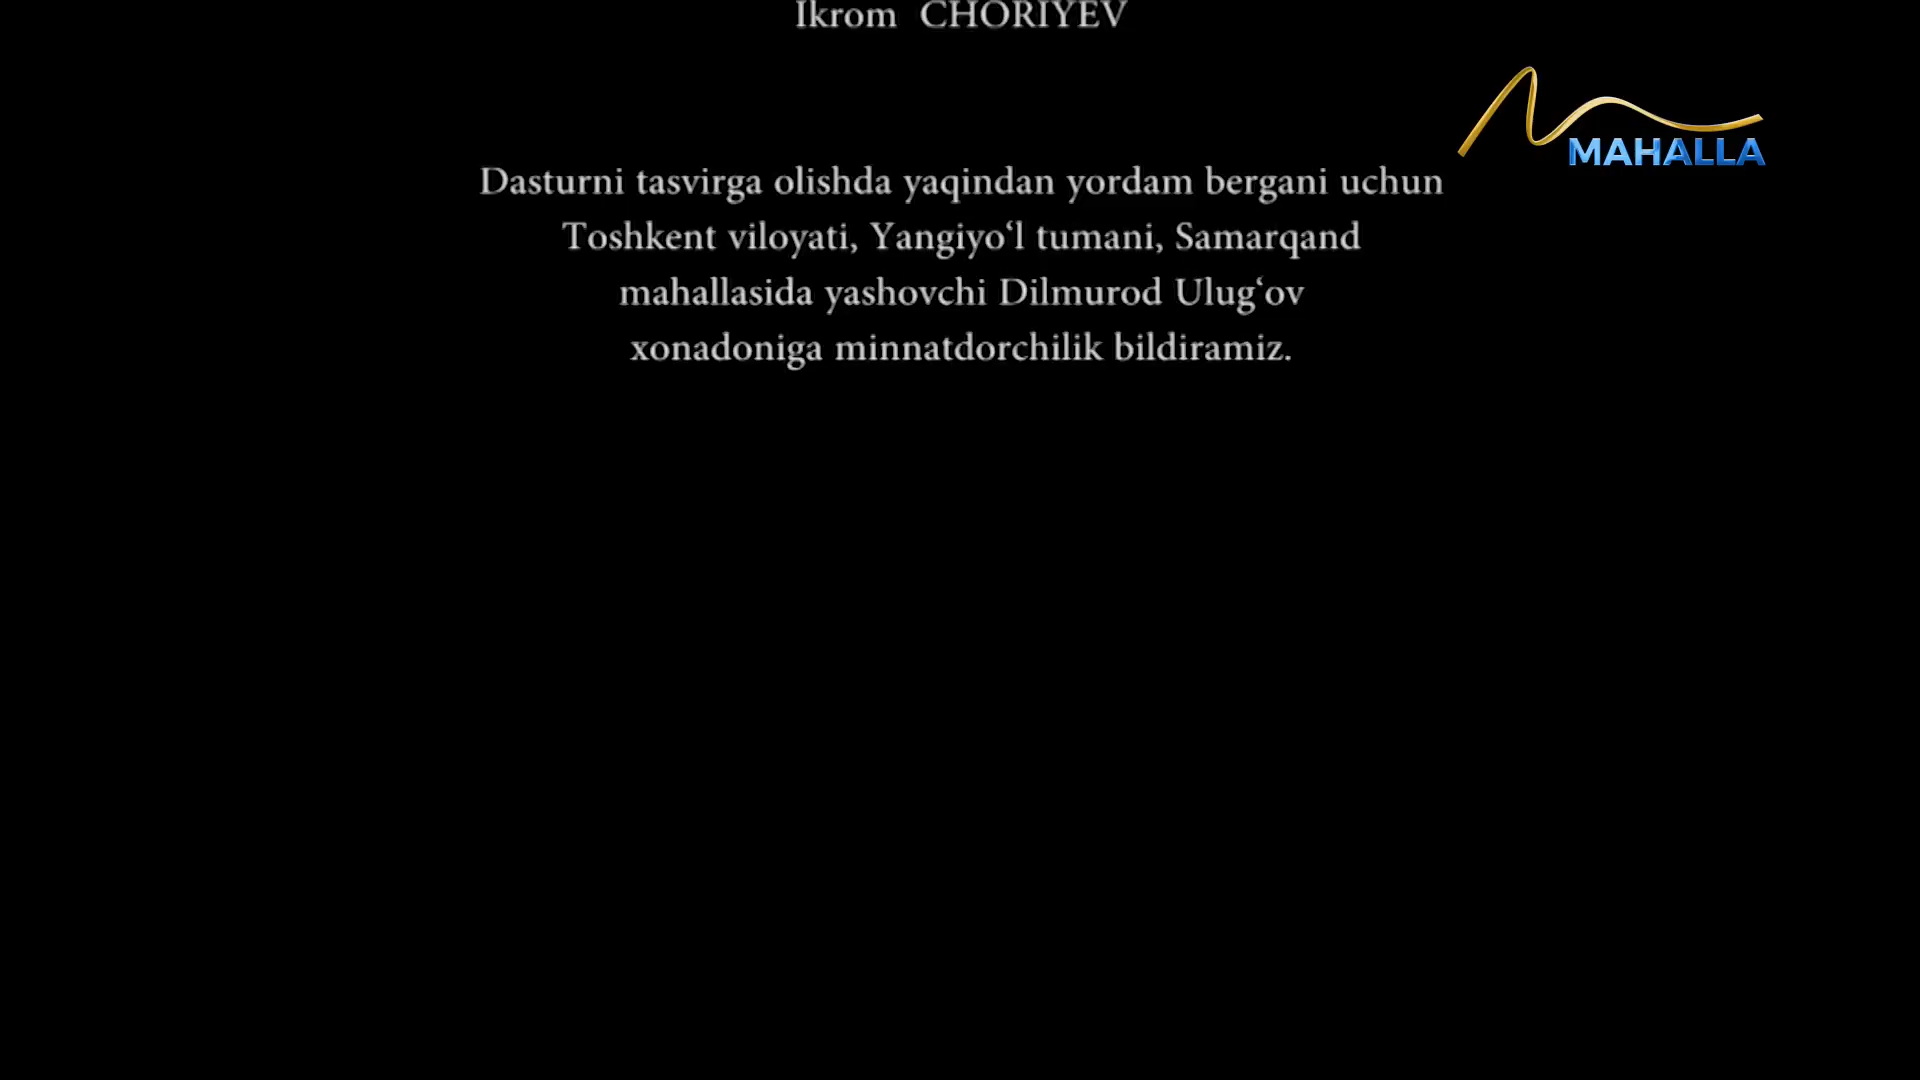 Ikrom CHORIYEV
MAHALLA
Dasturni tasvirga olishda yaqindan yordam bergani uchun
Toshkent viloyati, Yangiyo‘l tumani, Samarqand
mahallasida yashovchi Dilmurod Ulug‘ov
xonadoniga minnatdorchilik bildiramiz.